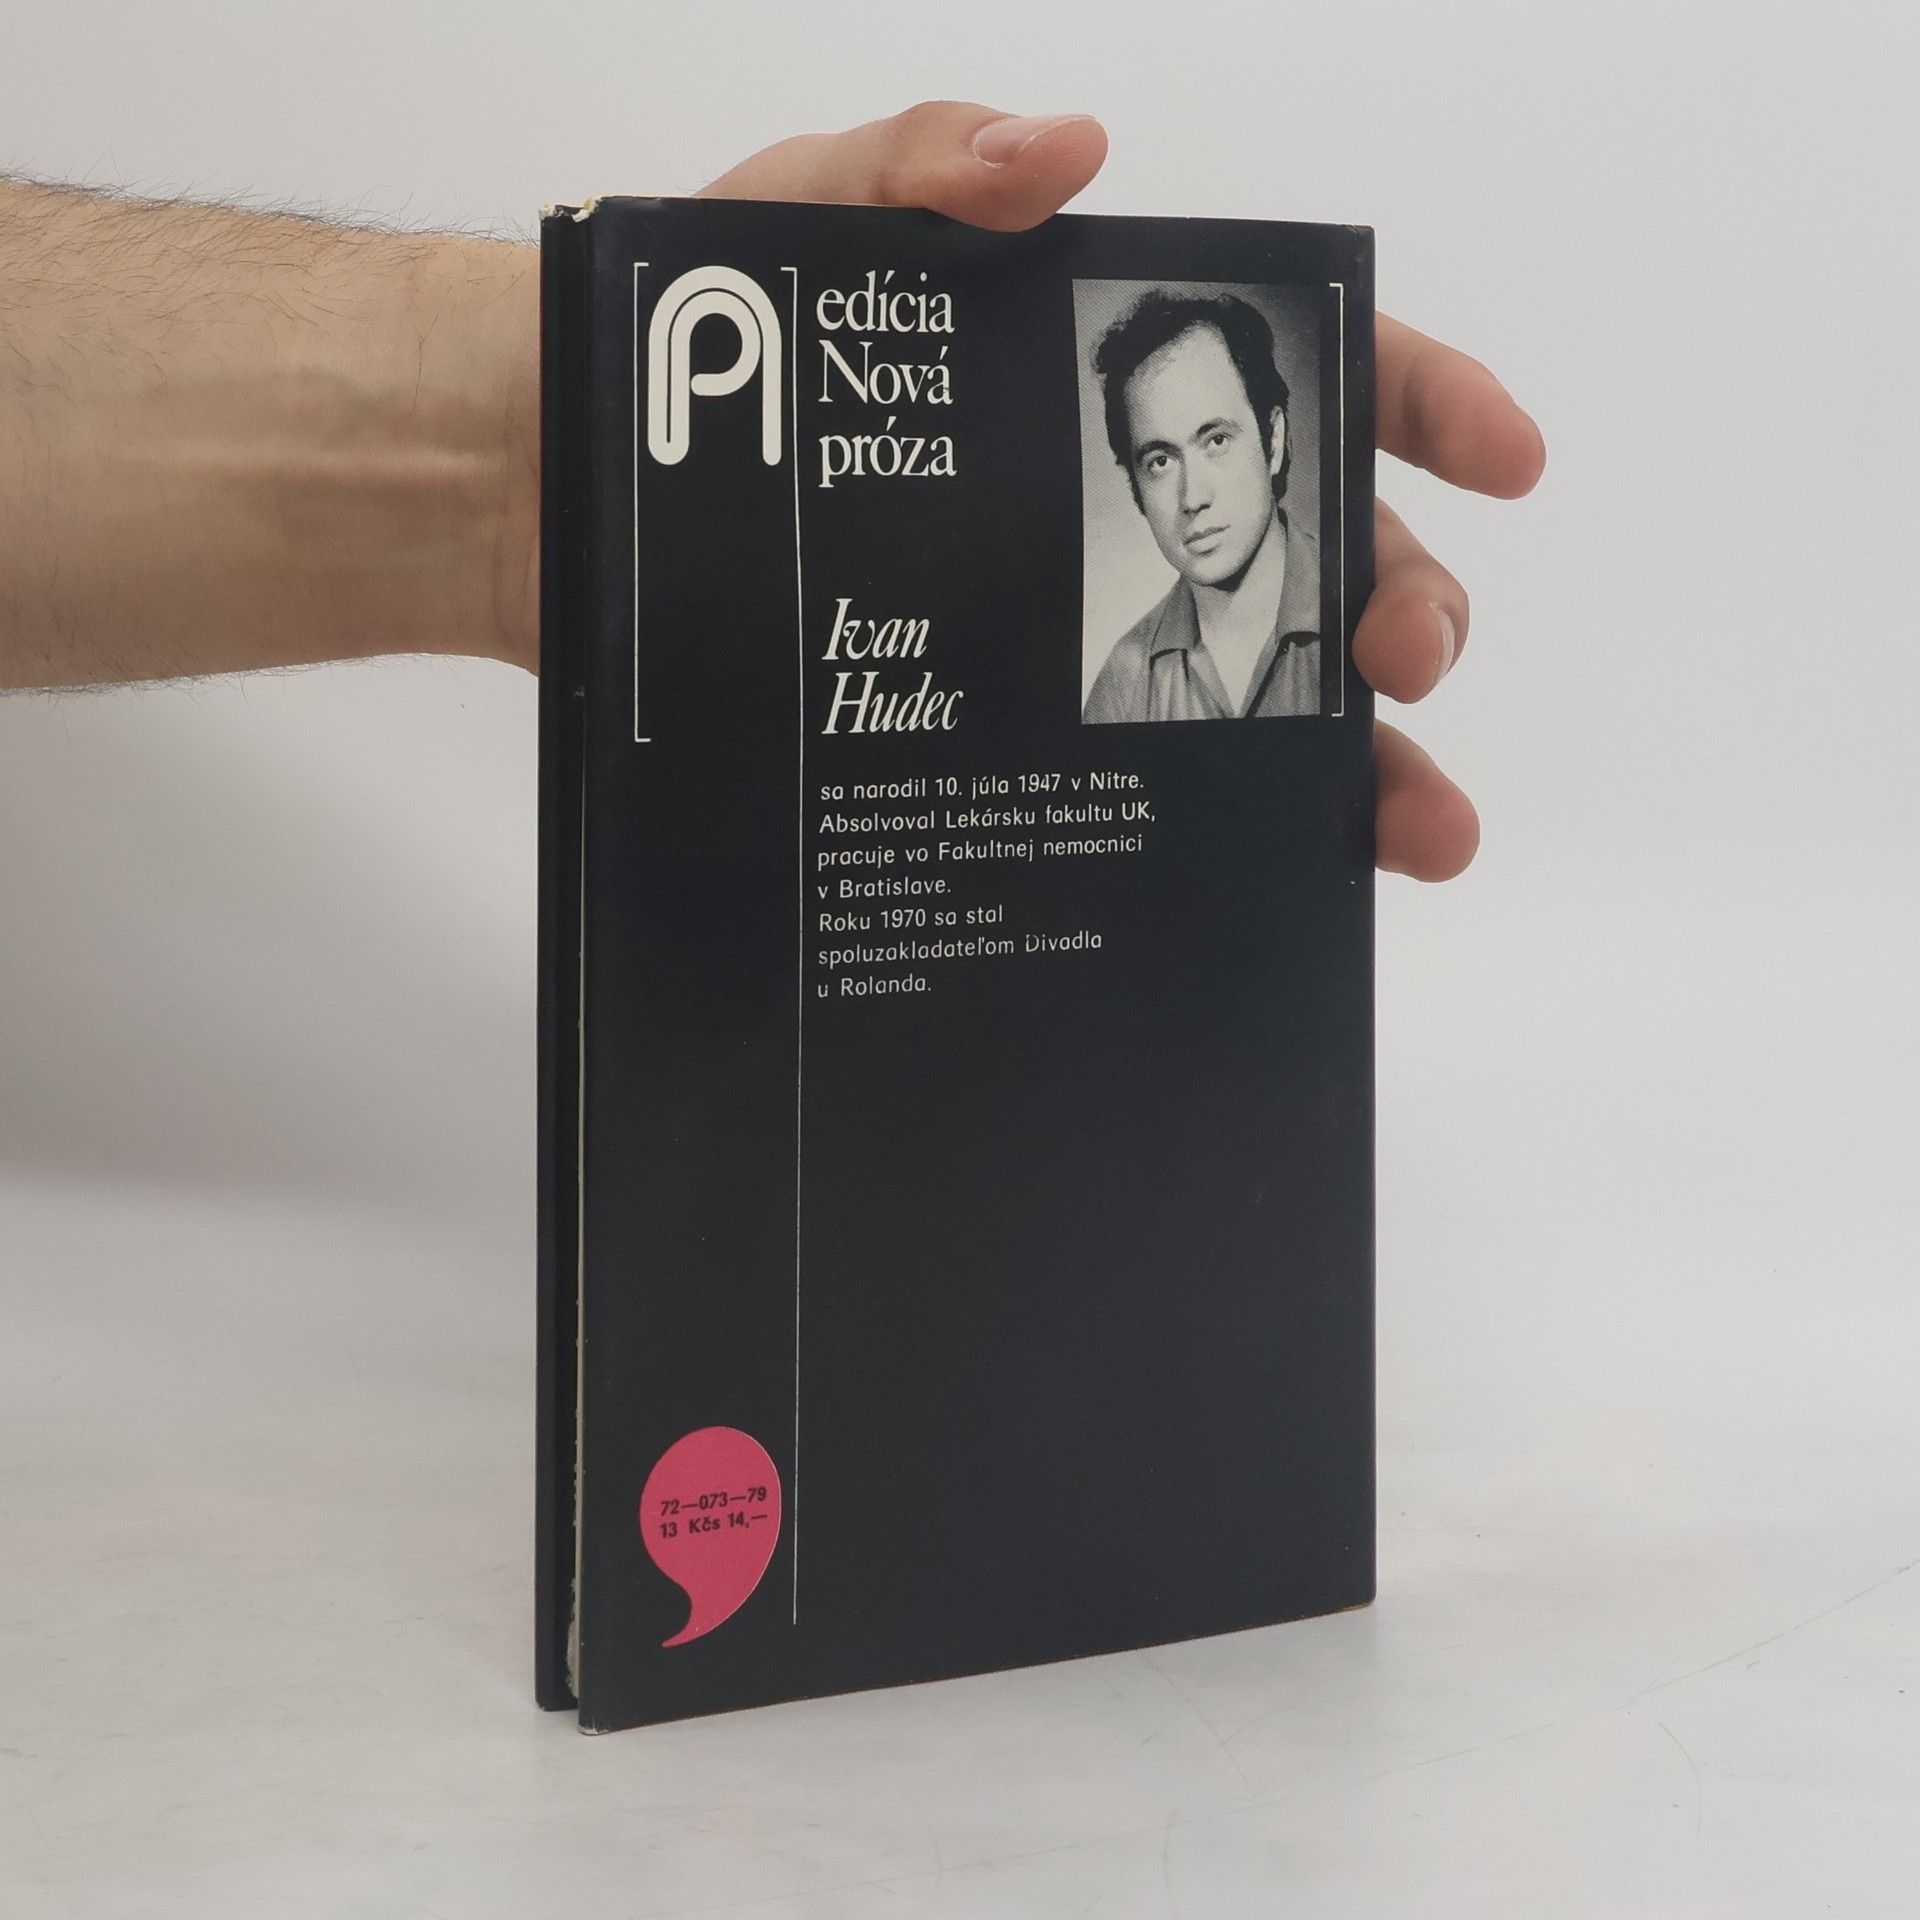 edícia
Nová
próza
Ivan
Hudec
sa narodil 10. júla 1947 v Nitre.
Absolvoval Lekársku fakultu UK,
pracuje vo Fakultnej nemocnici
v Bratislave.
Roku 1970 sa stal
spoluzakladateľom Divadla
u Rolanda.
72—073—79
13 Kčs 14,—